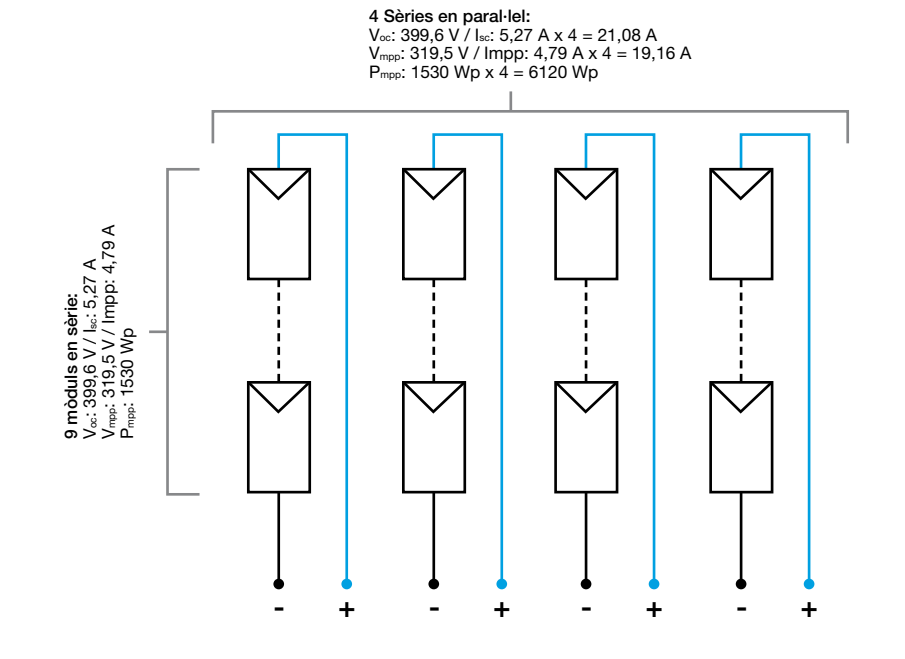 4 Sèries en paral·lel:
Voc: 399,6 V / Isc: 5,27 A x 4 = 21,08 A
Vmpp: 319,5 V / Impp: 4,79 A x 4 = 19,16 A
Pmpp: 1530 Wp x 4 = 6120 Wp
9 mòduls en sèrie:
Voc: 399,6 V / Isc: 5,27 A
Vmpp: 319,5 V / Impp: 4,79 A
Pmpp: 1530 Wp
- + - + - + - +